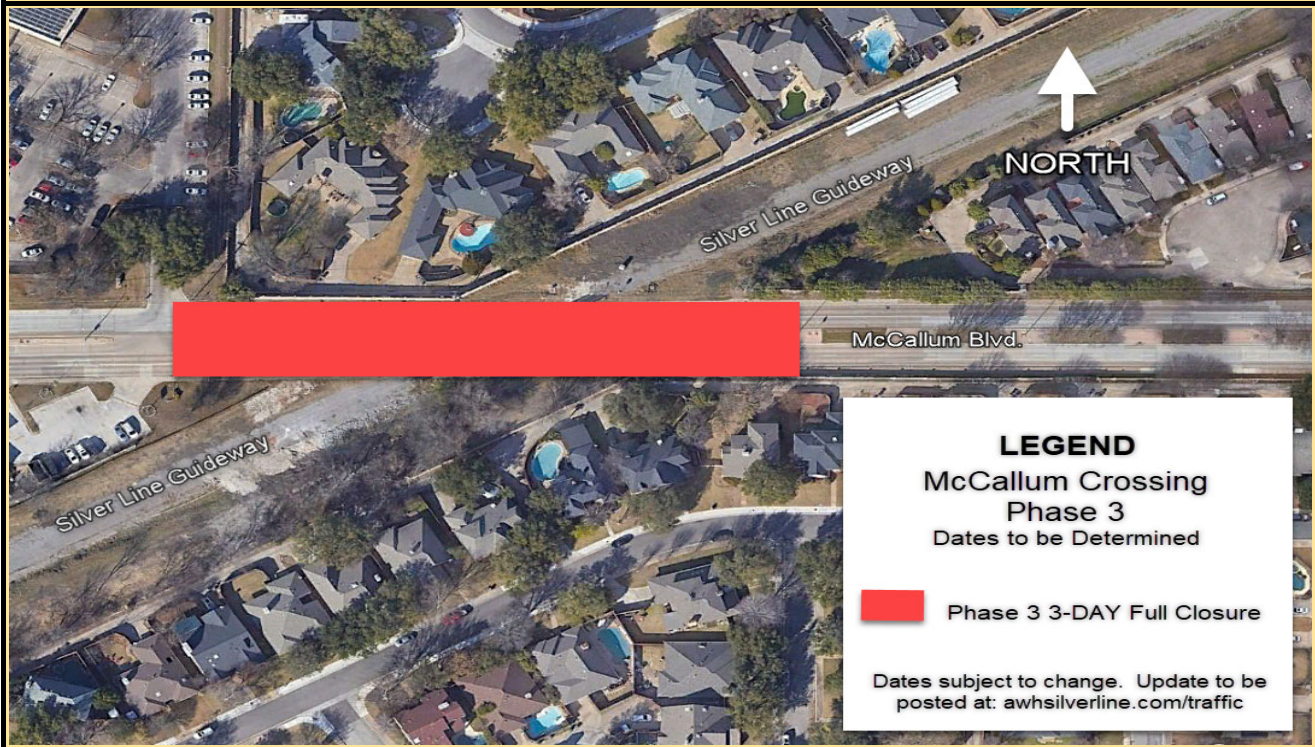 NORTH
Silver Line Guideway
McCallum Blvd.
Silver Line Guideway
LEGEND
McCallum Crossing
Phase 3
Dates to be Determined
Phase 3 3-DAY Full Closure
Dates subject to change. Update to be
posted at: awhsilverline.com/traffic